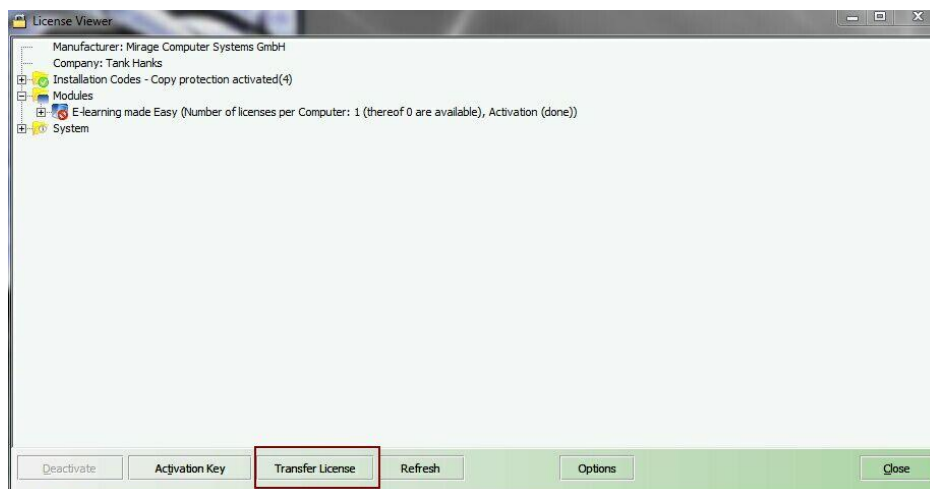 License Viewer
Manufacturer: Mirage Computer Systems GmbH
Company: Tank Hanks
Installation Codes - Copy protection activated(4)
Modules
E-learning made Easy (Number of licenses per Computer: 1 (thereof 0 are available), Activation (done))
System
Deactivate Activation Key Transfer License Refresh Options Close